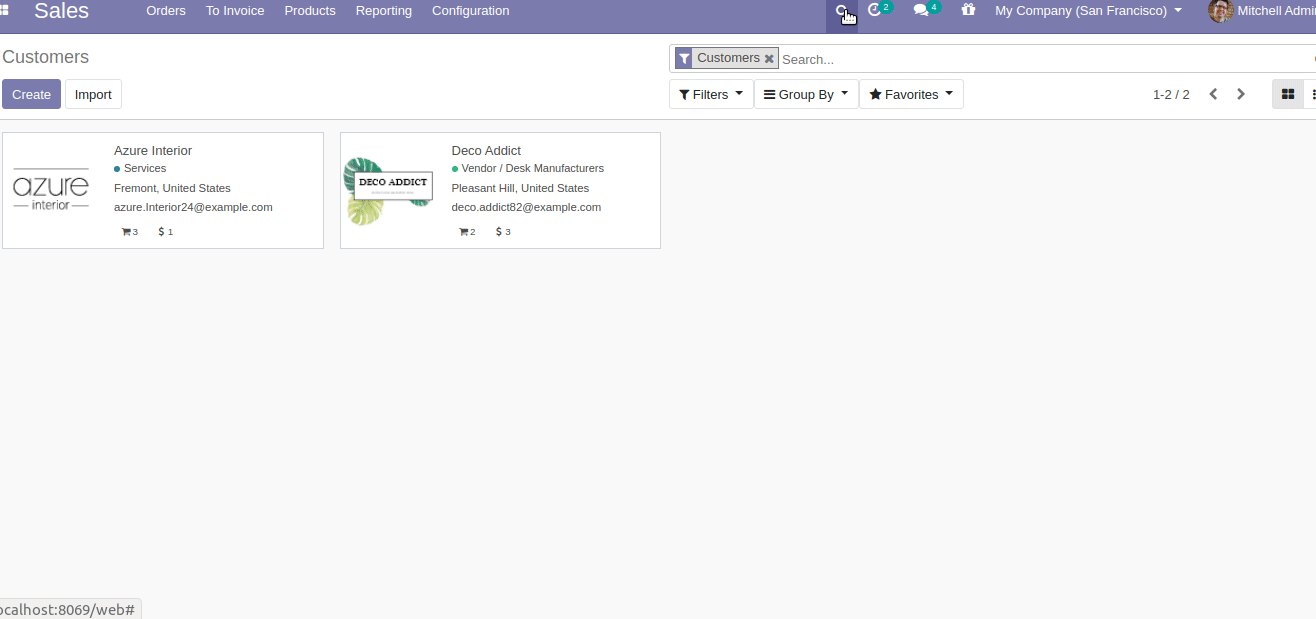 Sales Orders To Invoice Products Reporting Configuration 2 4 My Company (San Francisco) Mitchell Admi
Customers
Customers Search...
Create Import Filters Group By Favorites 1-2 / 2
Azure Interior
Services
Fremont, United States
azure.Interior24@example.com
3 $ 1
azure
interior
Deco Addict
Vendor / Desk Manufacturers
Pleasant Hill, United States
deco.addict82@example.com
2 $ 3
DECO ADDICT
ocalhost:8069/web#